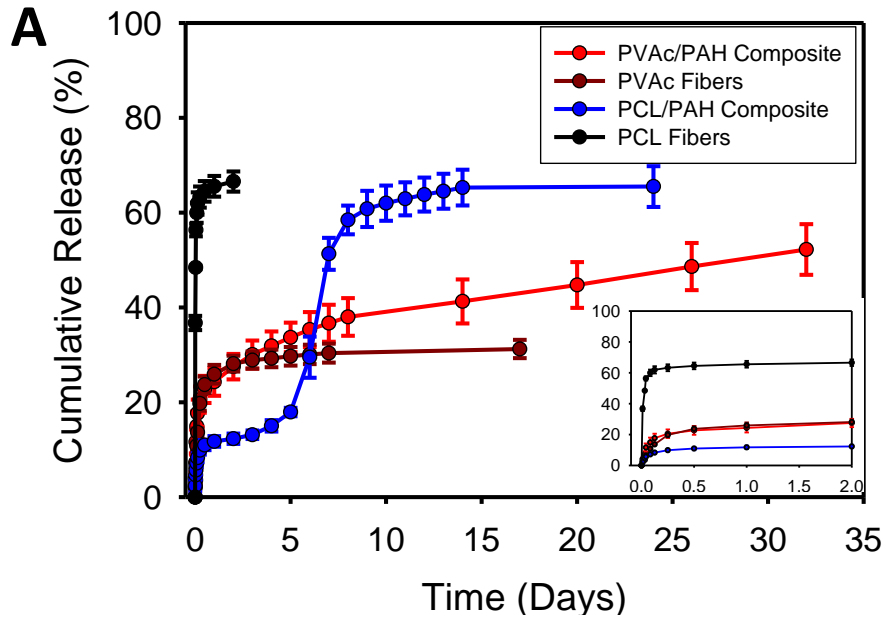 A
Cumulative Release (%)
100
80
60
40
20
0
PVAc/PAH Composite
PVAc Fibers
PCL/PAH Composite
PCL Fibers
100
80
60
40
20
0
0.0 0.5 1.0 1.5 2.0
0 5 10 15 20 25 30 35
Time (Days)